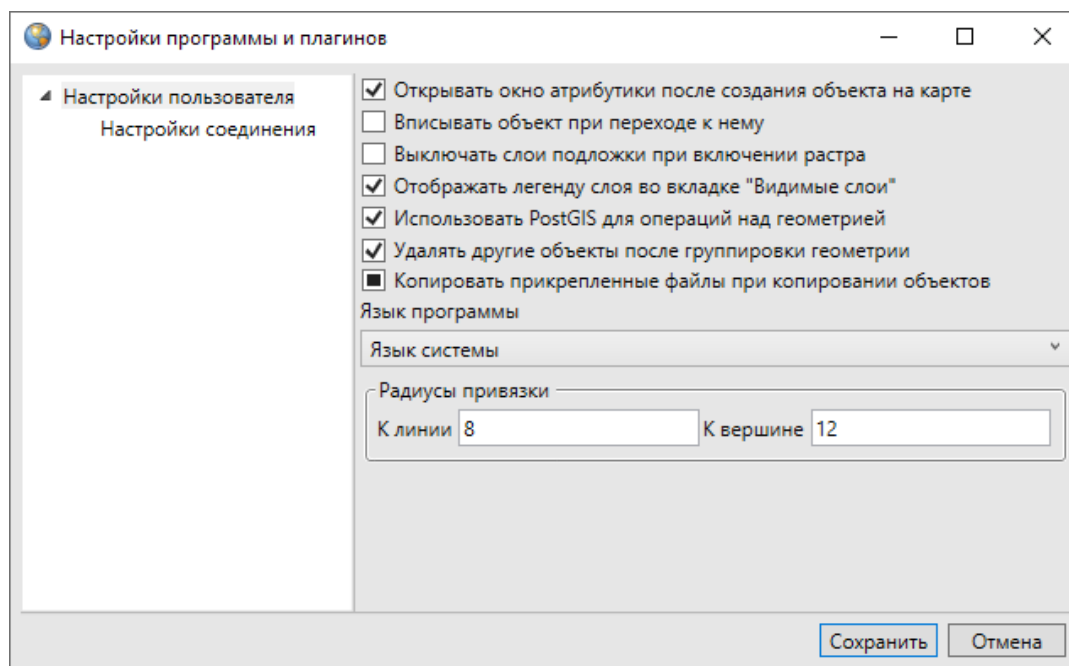 Настройки программы и плагинов
Настройки пользователя
Настройки соединения
Открывать окно атрибутики после создания объекта на карте
Вписывать объект при переходе к нему
Выключать слои подложки при включении растра
Отображать легенду слоя во вкладке "Видимые слои"
Использовать PostGIS для операций над геометрией
Удалять другие объекты после группировки геометрии
Копировать прикрепленные файлы при копировании объектов
Язык программы
Язык системы
Радиусы привязки
К линии 8 К вершине 12
Сохранить Отмена